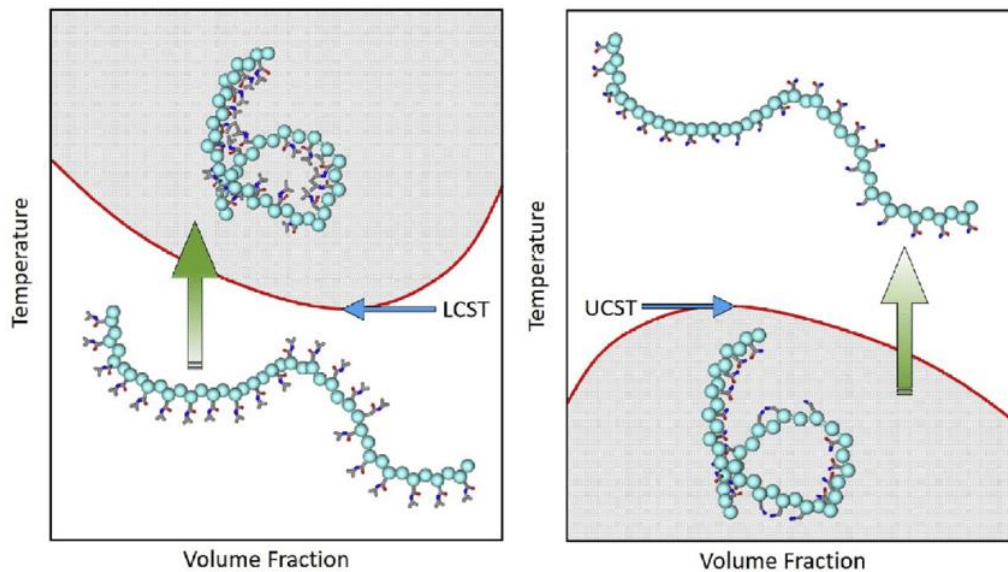 Temperature
LCST
Volume Fraction
Temperature
UCST
Volume Fraction